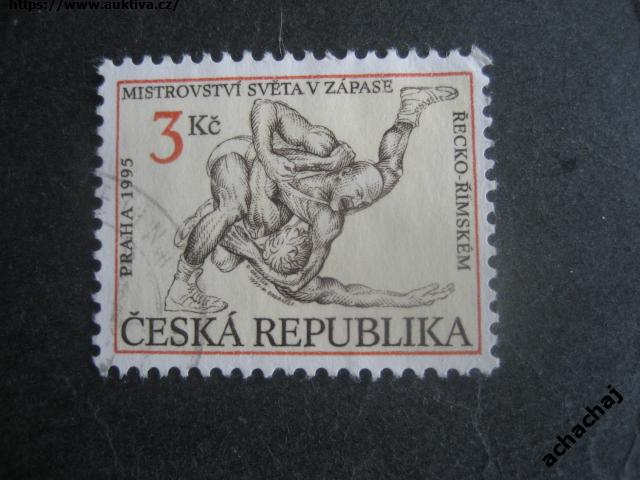 https://www.auktiva.cz/
MISTROVSTVÍ SVĚTA V ZÁPASE
3 Kč
ŘECKO-ŘÍMSKÉM
PRAHA 1995
ČESKÁ REPUBLIKA
achachaj